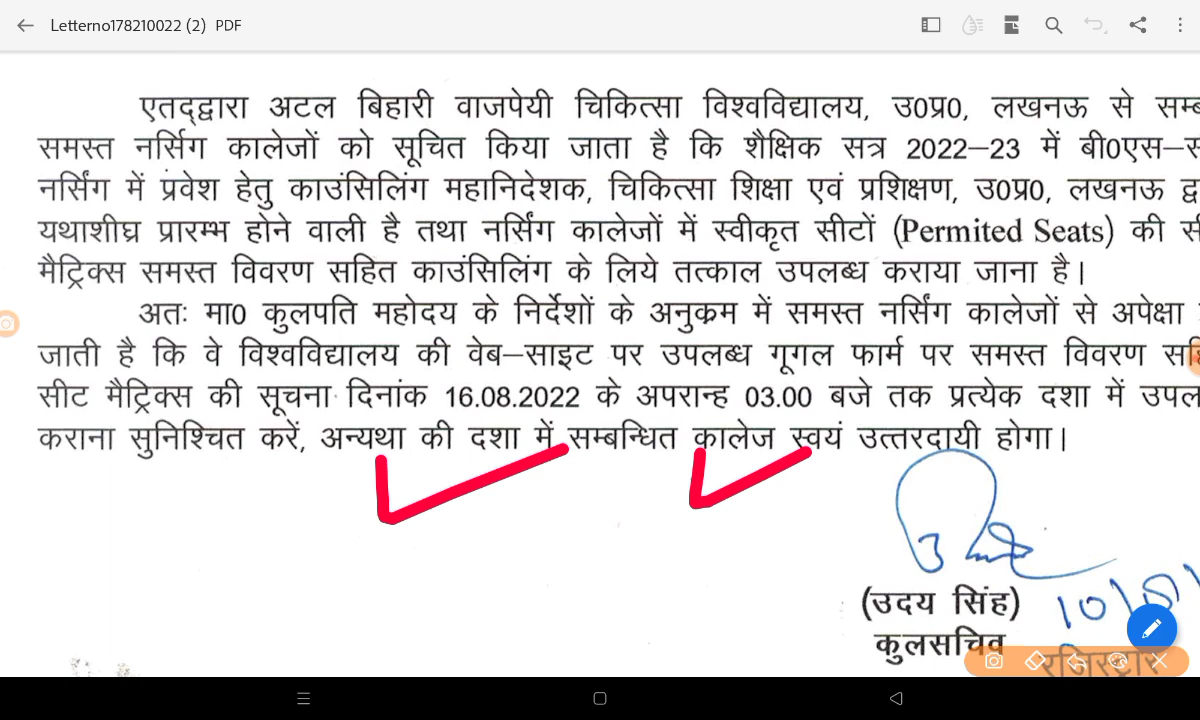 Letterno178210022 (2) PDF
एतद्द्वारा अटल बिहारी वाजपेयी चिकित्सा विश्वविद्यालय, उ0प्र0, लखनऊ से
समस्त नर्सिंग कालेजों को सूचित किया जाता है कि शैक्षिक सत्र 2022–23 में बी0एस–
नर्सिंग में प्रवेश हेतु काउंसिलिंग महानिदेशक, चिकित्सा शिक्षा एवं प्रशिक्षण, उ0प्र0, लखनऊ
यथाशीघ्र प्रारम्भ होने वाली है तथा नर्सिंग कालेजों में स्वीकृत सीटों (Permited Seats) की
मैट्रिक्स समस्त विवरण सहित काउंसिलिंग के लिये तत्काल उपलब्ध कराया जाना है।
अतः मा0 कुलपति महोदय के निर्देशों के अनुक्रम में समस्त नर्सिंग कालेजों से अपेक्षा
जाती है कि वे विश्वविद्यालय की वेब–साइट पर उपलब्ध गूगल फार्म पर समस्त विवरण
सीट मैट्रिक्स की सूचना दिनांक 16.08.2022 के अपरान्ह 03.00 बजे तक प्रत्येक दशा में
कराना सुनिश्चित करें, अन्यथा की दशा में सम्बन्धित कालेज स्वयं उत्तरदायी होगा।
(उदय सिंह)
कुलसचिव
रजिस्ट्रार